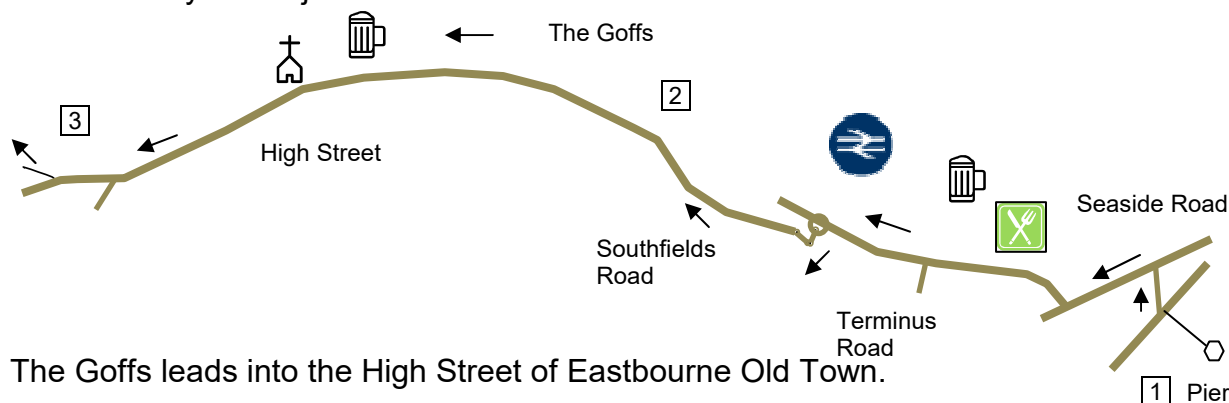 The Goffs
2
3
High Street
Seaside Road
Southfields
Road
Terminus
Road
The Goffs leads into the High Street of Eastbourne Old Town.
1 Pier